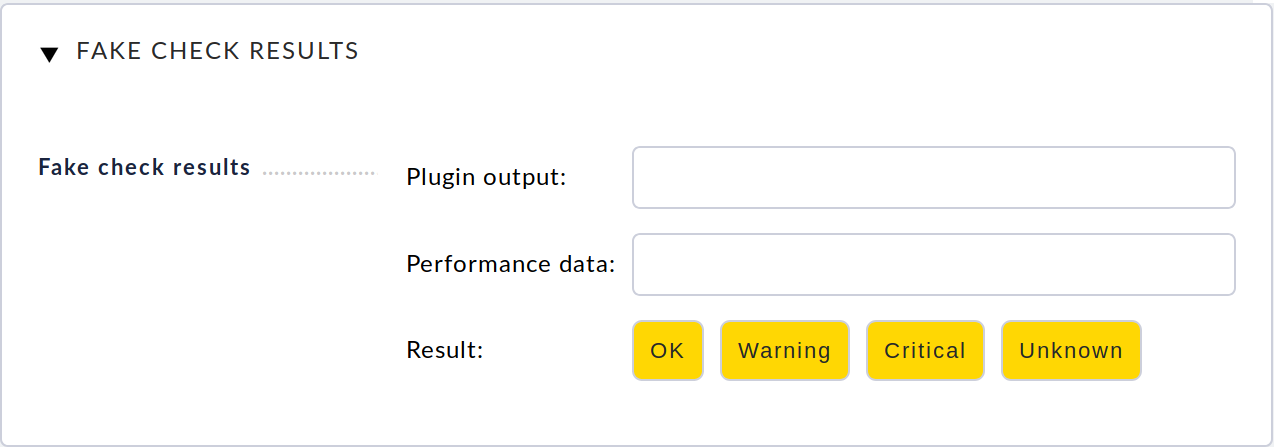 FAKE CHECK RESULTS
Fake check results
Plugin output:
Performance data:
Result: OK Warning Critical Unknown